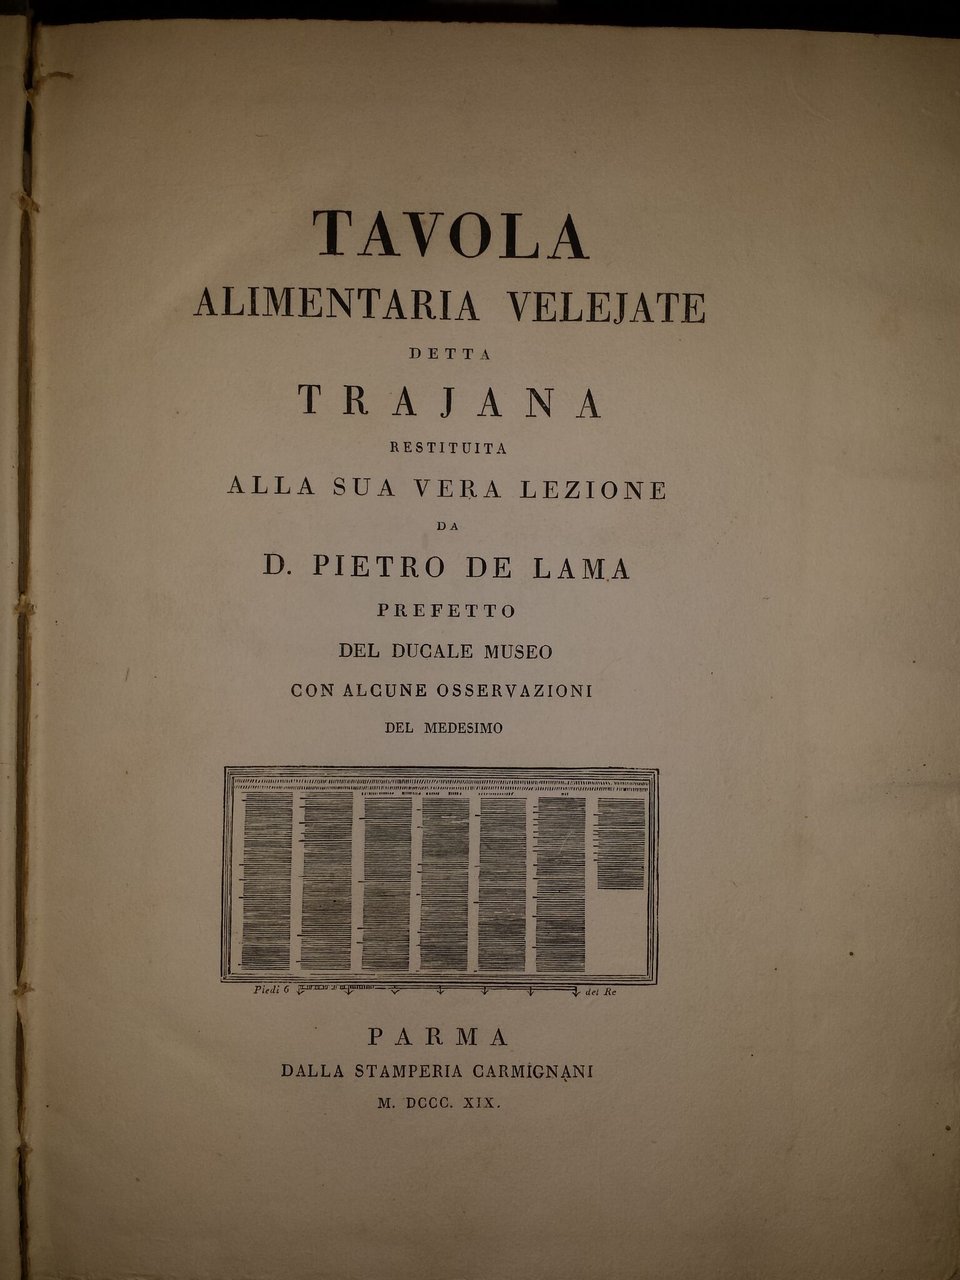 TAVOLA
ALIMENTARIA VELEJATE
DETTA
TRAJANA
RESTITUITA
ALLA SUA VERA LEZIONE
DA
D. PIETRO DE LAMA
PREFETTO
DEL DUCALE MUSEO
CON ALCUNE OSSERVAZIONI
DEL MEDESIMO
Piedi 6 del Re
PARMA
DALLA STAMPERIA CARMIGNANI
M. DCCC. XIX.